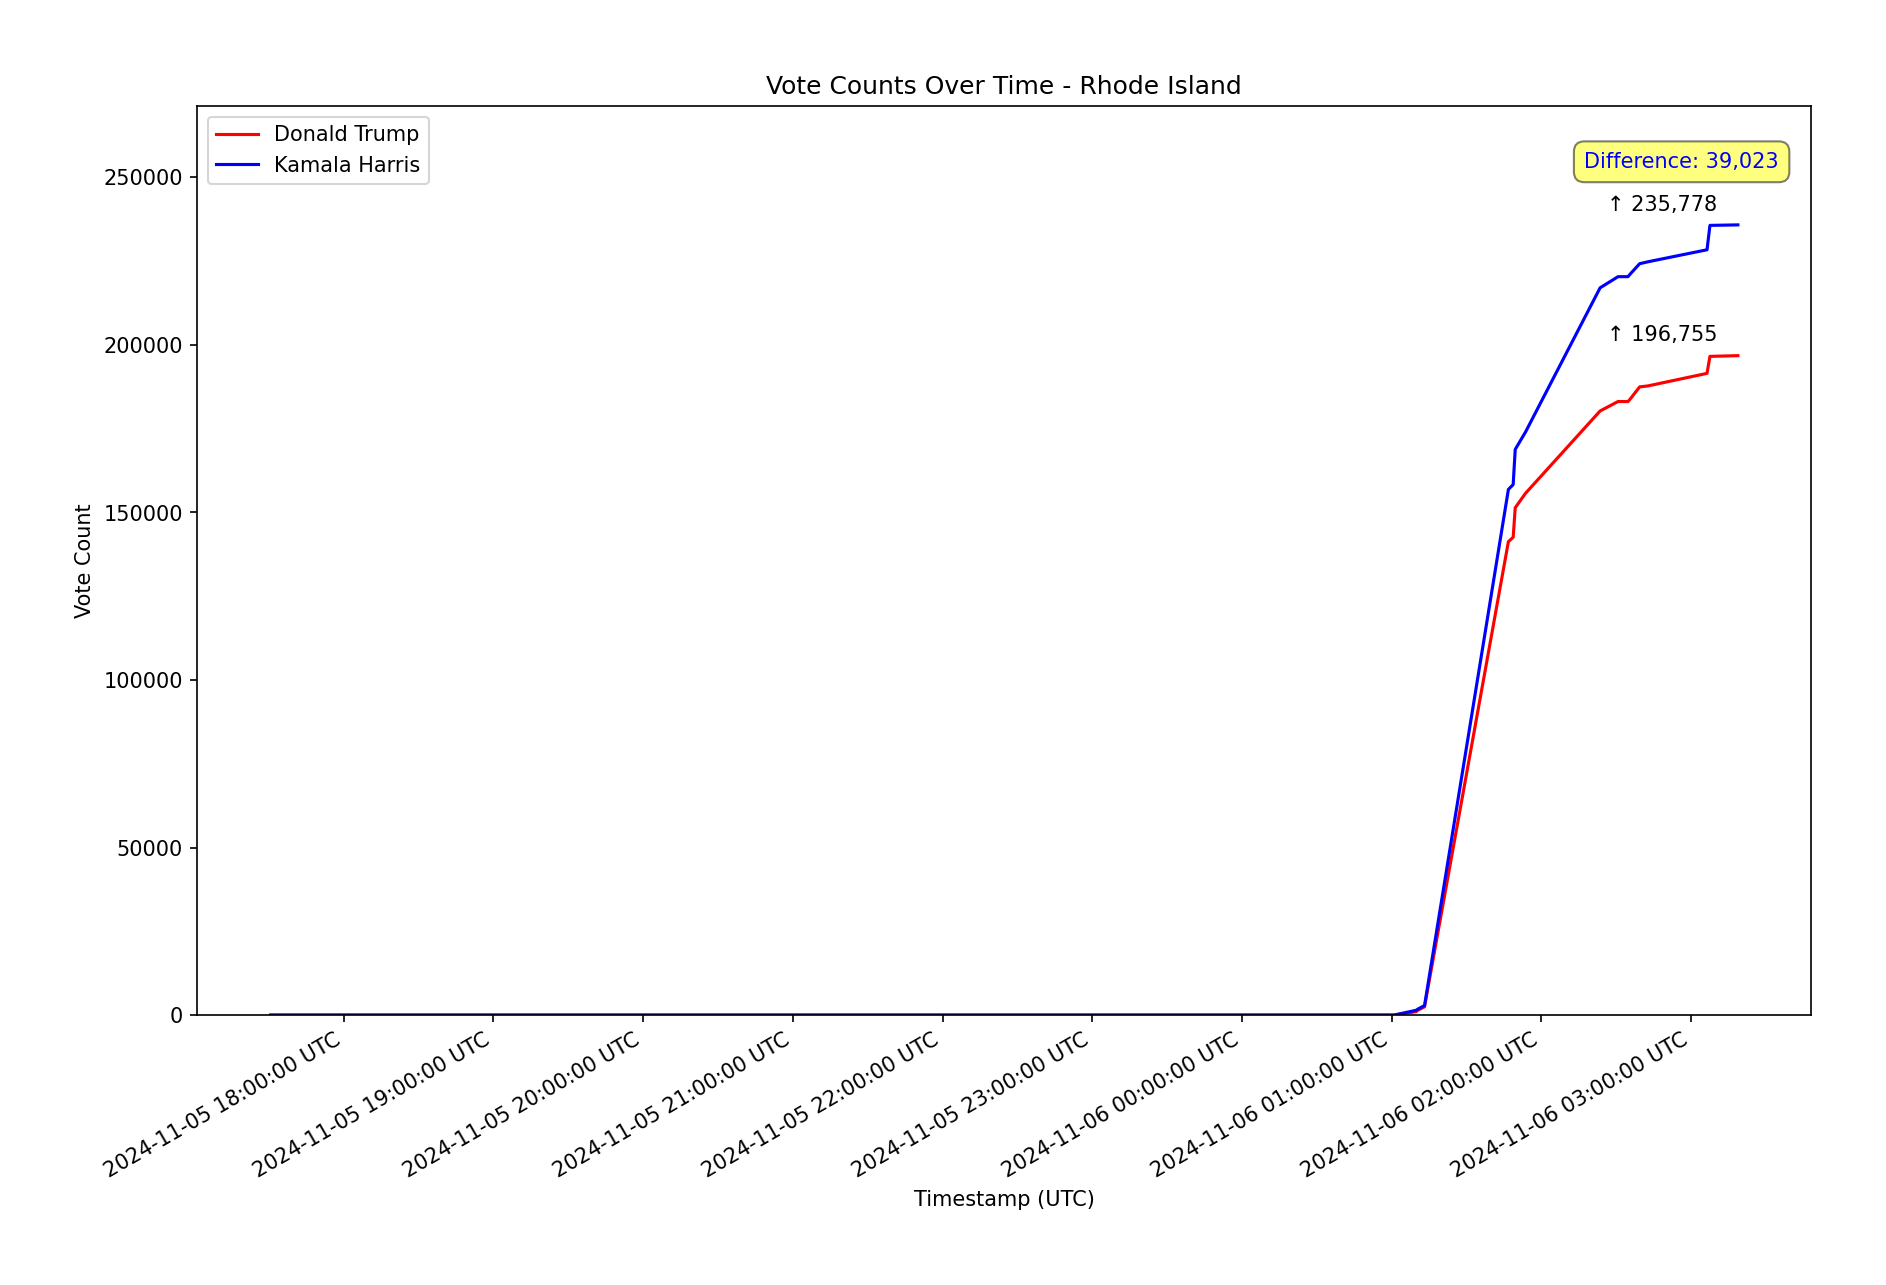 Vote Counts Over Time - Rhode Island
Donald Trump
Kamala Harris
Difference: 39,023
↑ 235,778
↑ 196,755
250000
200000
150000
100000
50000
0
Vote Count
2024-11-05 18:00:00 UTC
2024-11-05 19:00:00 UTC
2024-11-05 20:00:00 UTC
2024-11-05 21:00:00 UTC
2024-11-05 22:00:00 UTC
2024-11-05 23:00:00 UTC
2024-11-06 00:00:00 UTC
2024-11-06 01:00:00 UTC
2024-11-06 02:00:00 UTC
2024-11-06 03:00:00 UTC
Timestamp (UTC)